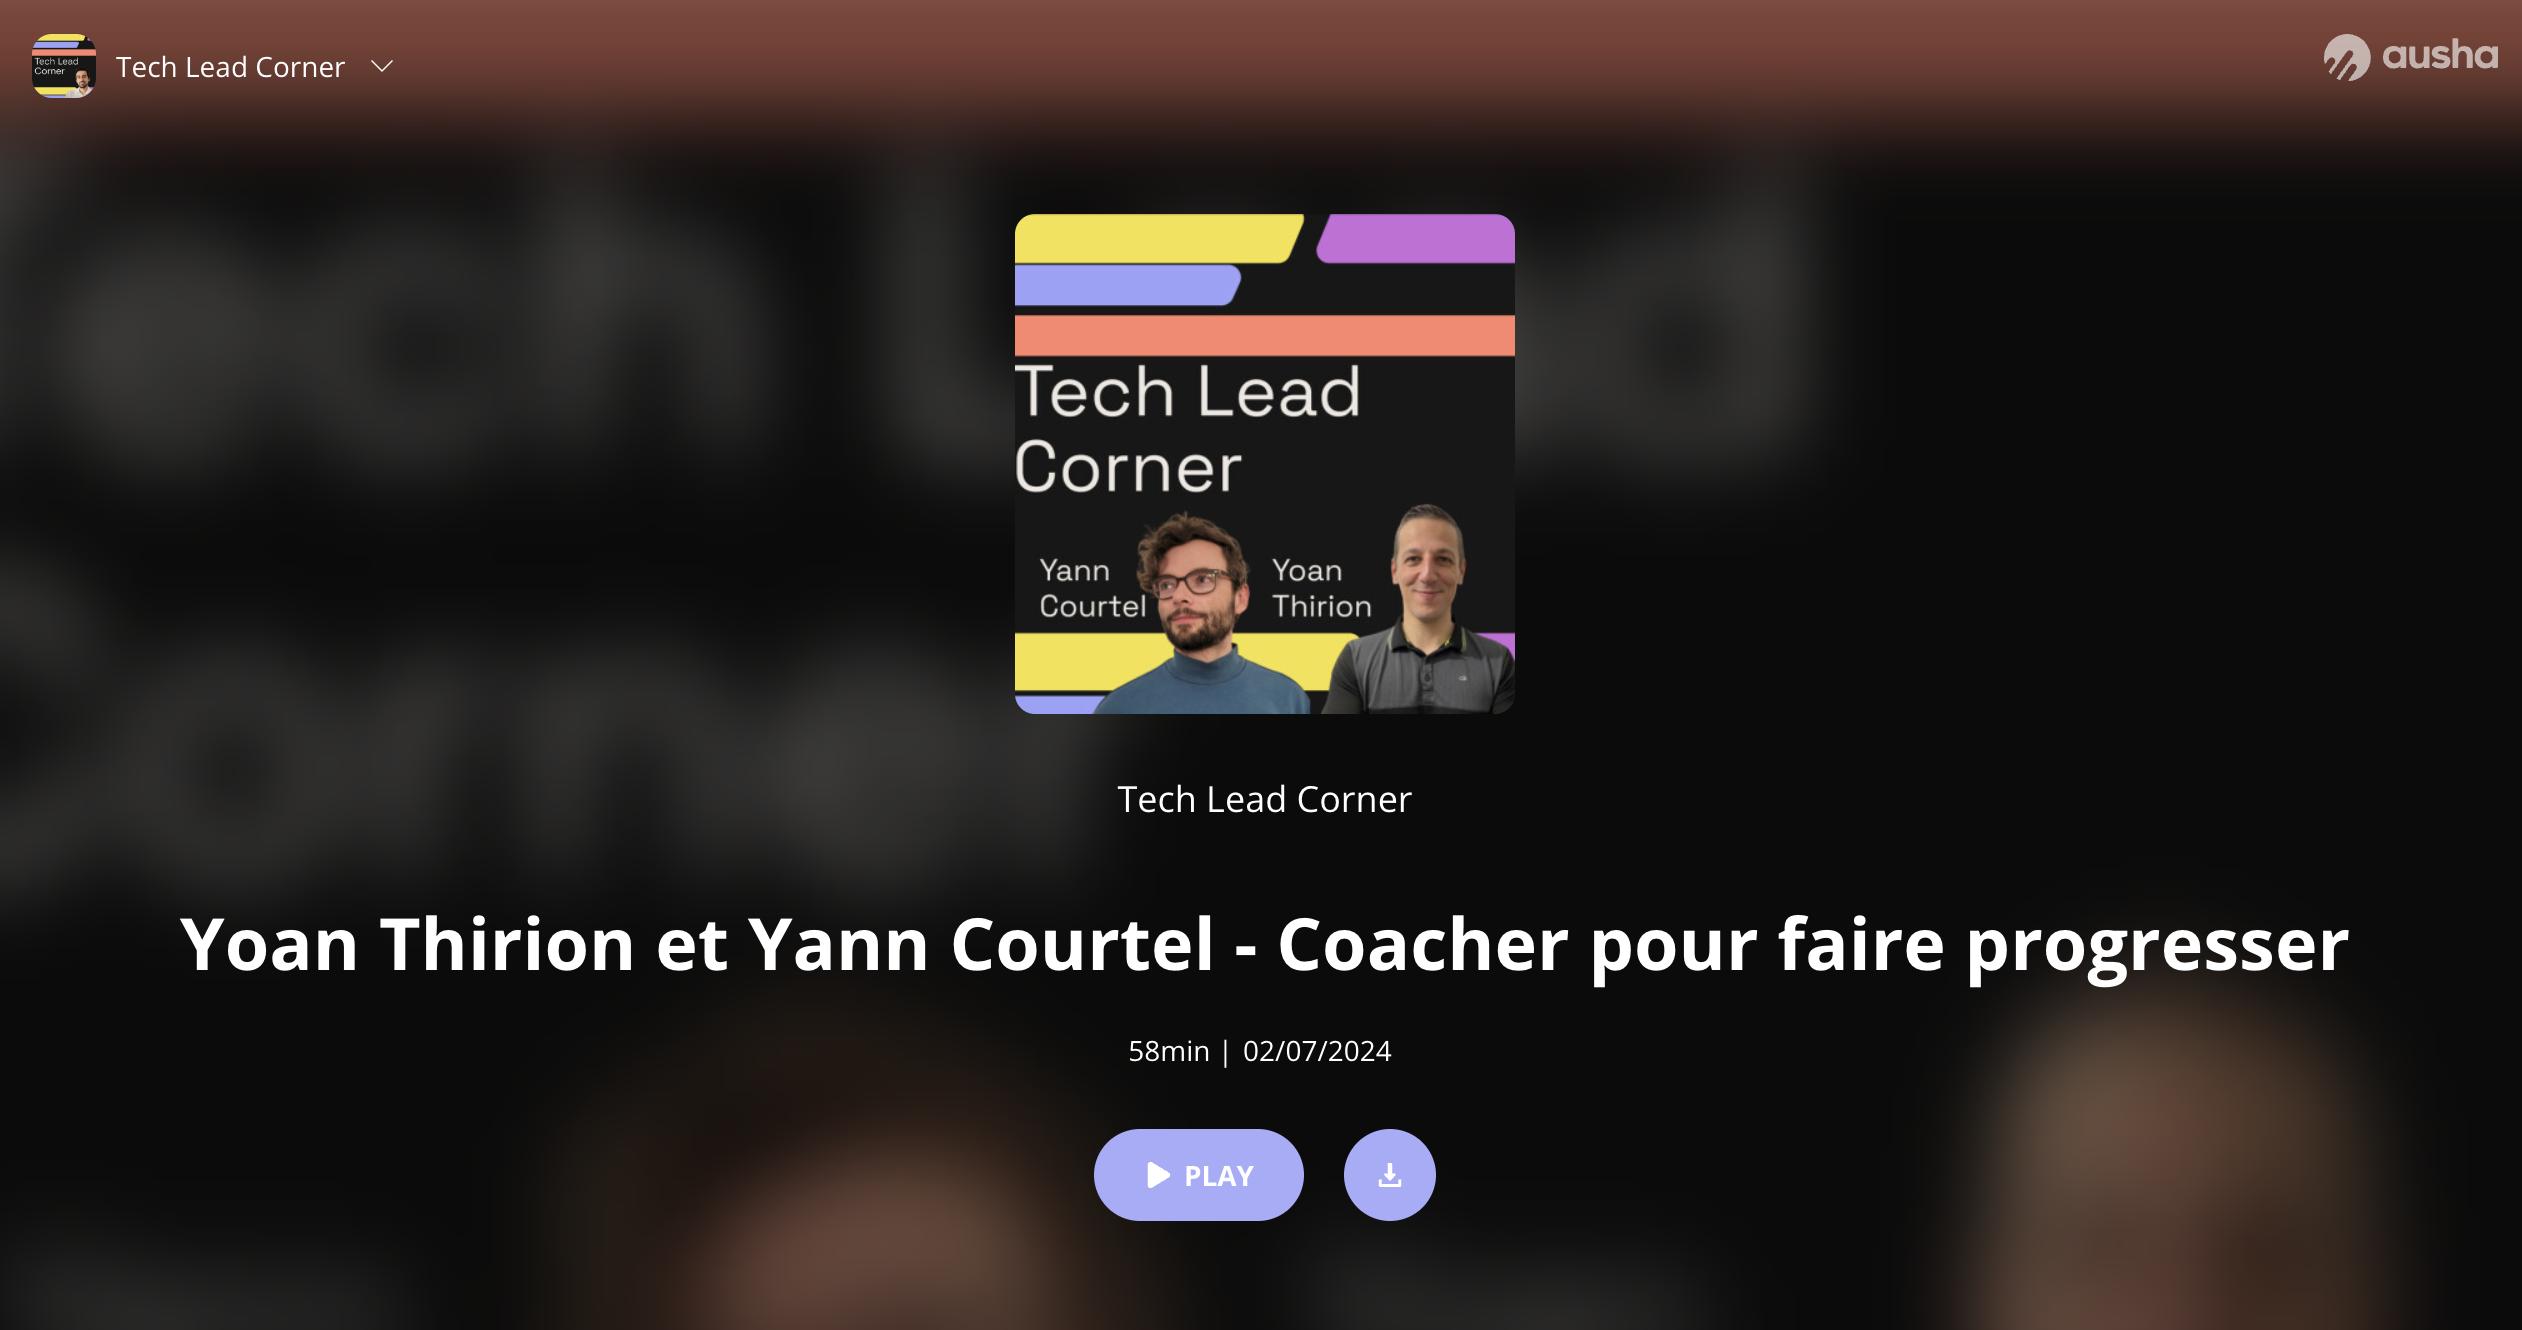 Tech Lead
Corner
Tech Lead Corner
ausha
Tech Lead
Corner
Yann
Courtel
Yoan
Thirion
Tech Lead Corner
Yoan Thirion et Yann Courtel - Coacher pour faire progresser
58min | 02/07/2024
PLAY